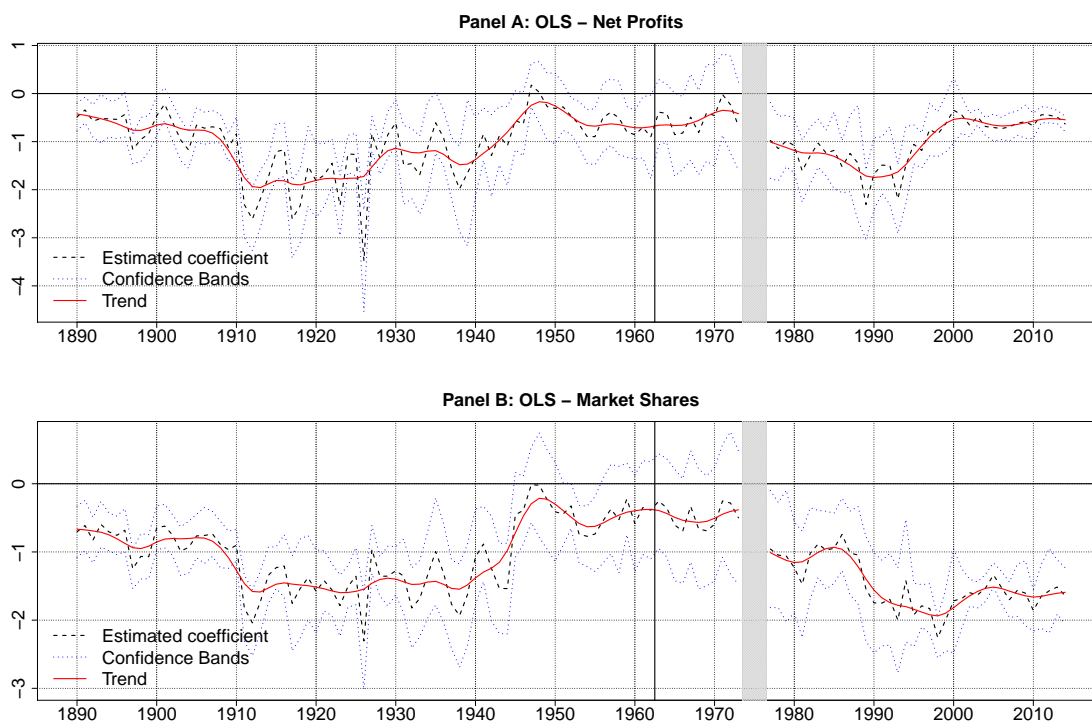 Panel A: OLS − Net Profits
1
0
−1
−2
−3
−4
Estimated coefficient
Confidence Bands
Trend
1890 1900 1910 1920 1930 1940 1950 1960 1970 1980 1990 2000 2010
Panel B: OLS − Market Shares
0
−1
−2
−3
Estimated coefficient
Confidence Bands
Trend
1890 1900 1910 1920 1930 1940 1950 1960 1970 1980 1990 2000 2010